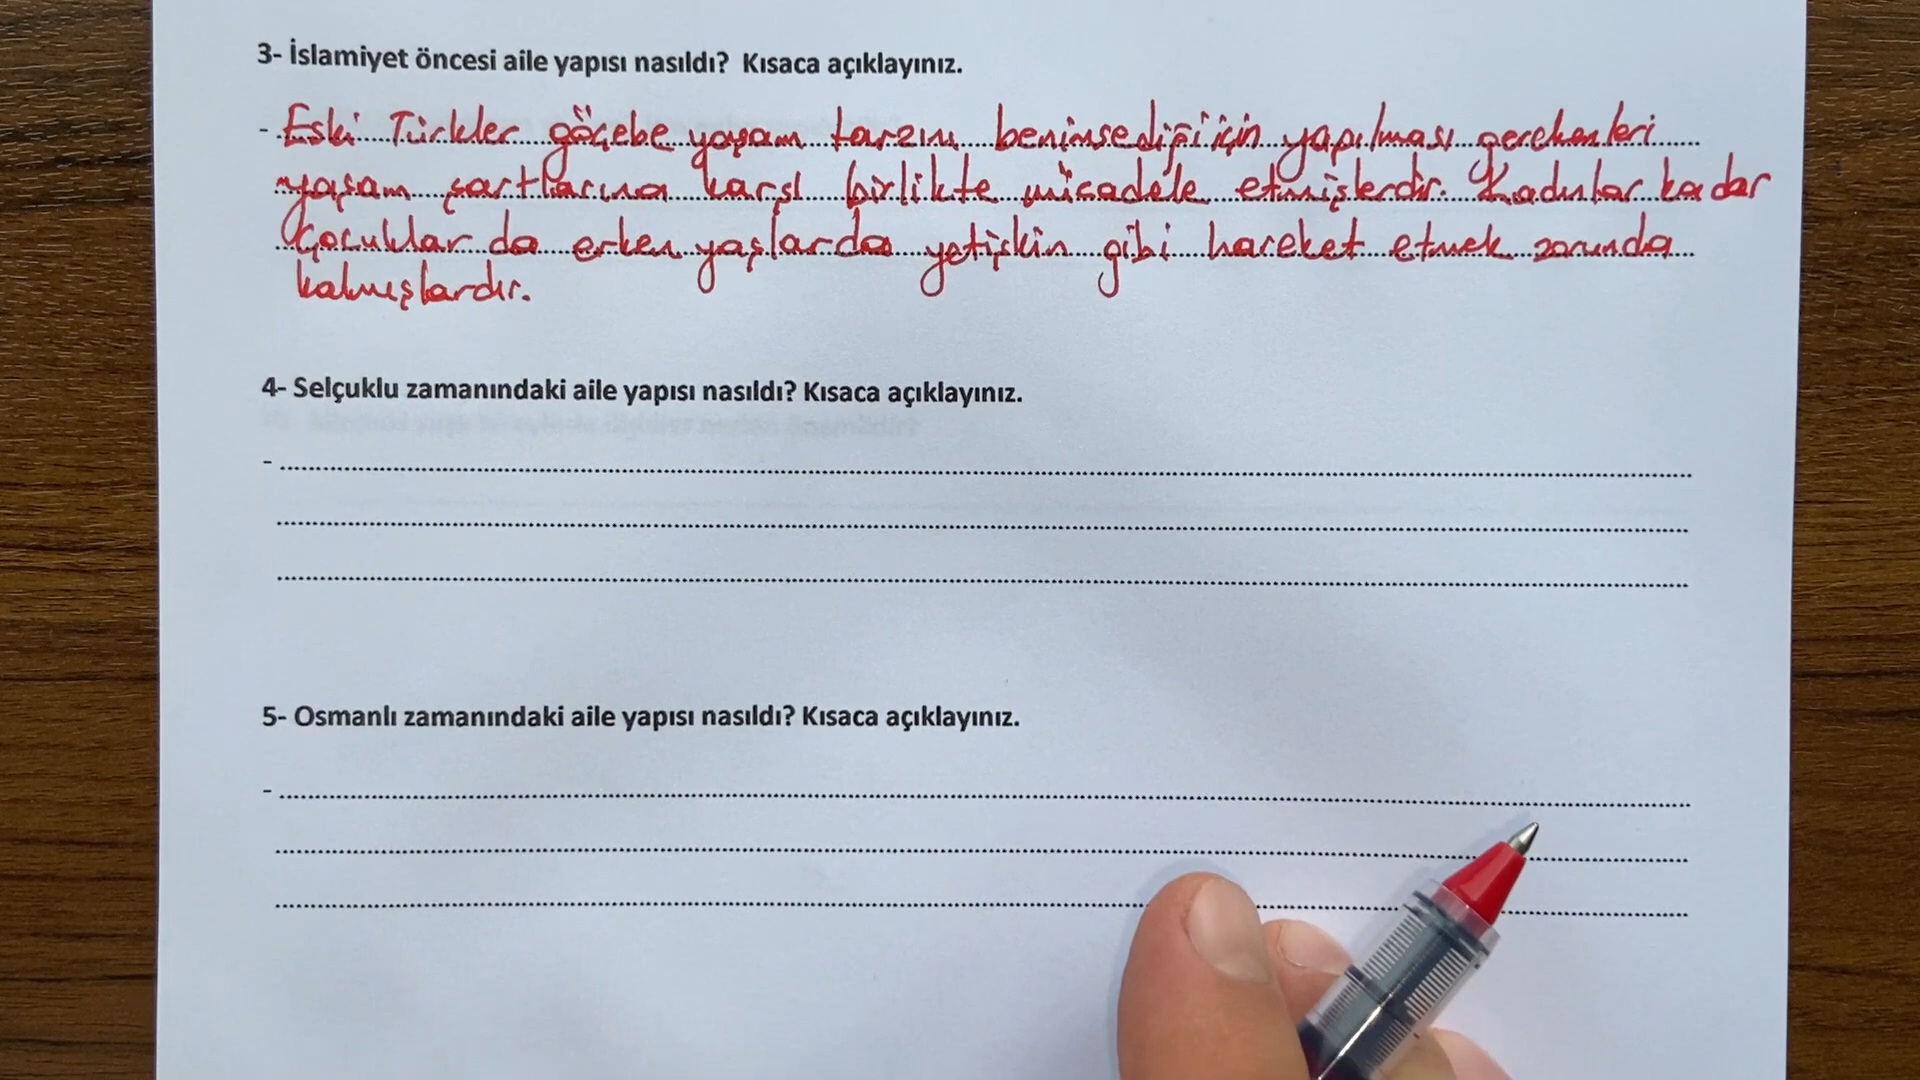 3- İslamiyet öncesi aile yapısı nasıldı? Kısaca açıklayınız.
- Eski Türkler göçebe yaşam tarzını benimsediği için yapılması gerekenleri
yaşam şartlarına karşı birlikte mücadele etmişlerdir. Kadınlar kadar
çocuklar da erken yaşlarda yetişkin gibi hareket etmek zorunda
kalmışlardır.
4- Selçuklu zamanındaki aile yapısı nasıldı? Kısaca açıklayınız.
5- Osmanlı zamanındaki aile yapısı nasıldı? Kısaca açıklayınız.